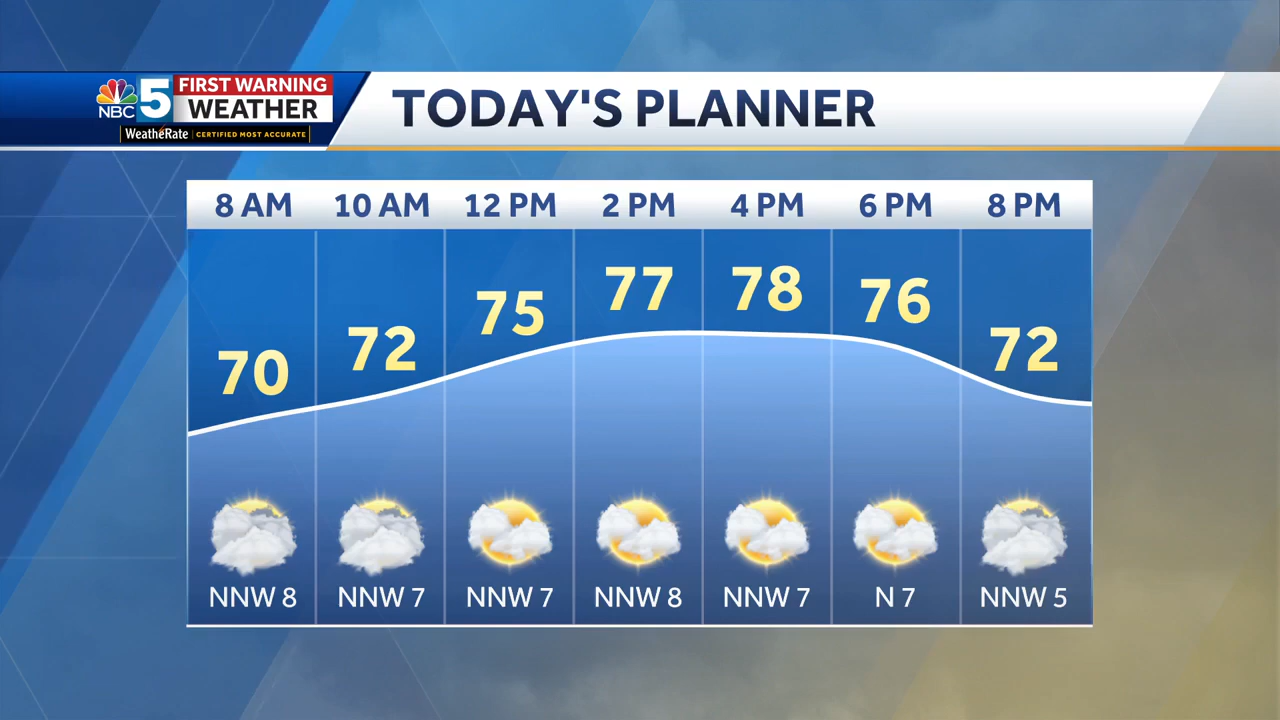 NBC 5 FIRST WARNING
WEATHER
WeatheRate CERTIFIED MOST ACCURATE
TODAY'S PLANNER
8 AM 10 AM 12 PM 2 PM 4 PM 6 PM 8 PM
70 72 75 77 78 76 72
NNW 8 NNW 7 NNW 7 NNW 8 NNW 7 N 7 NNW 5